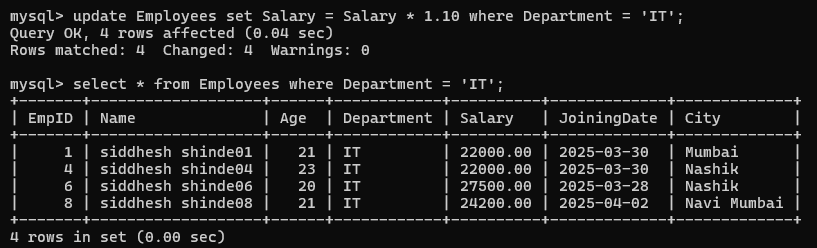 mysql> update Employees set Salary = Salary * 1.10 where Department = 'IT';
Query OK, 4 rows affected (0.04 sec)
Rows matched: 4  Changed: 4  Warnings: 0

mysql> select * from Employees where Department = 'IT';
+-------+------------------+------+------------+----------+-------------+-------------+
| EmpID | Name             | Age  | Department | Salary   | JoiningDate | City        |
+-------+------------------+------+------------+----------+-------------+-------------+
|     1 | siddhesh shinde01 |   21 | IT         | 22000.00 | 2025-03-30  | Mumbai      |
|     4 | siddhesh shinde04 |   23 | IT         | 22000.00 | 2025-03-30  | Nashik      |
|     6 | siddhesh shinde06 |   20 | IT         | 27500.00 | 2025-03-28  | Nashik      |
|     8 | siddhesh shinde08 |   21 | IT         | 24200.00 | 2025-04-02  | Navi Mumbai |
+-------+------------------+------+------------+----------+-------------+-------------+
4 rows in set (0.00 sec)